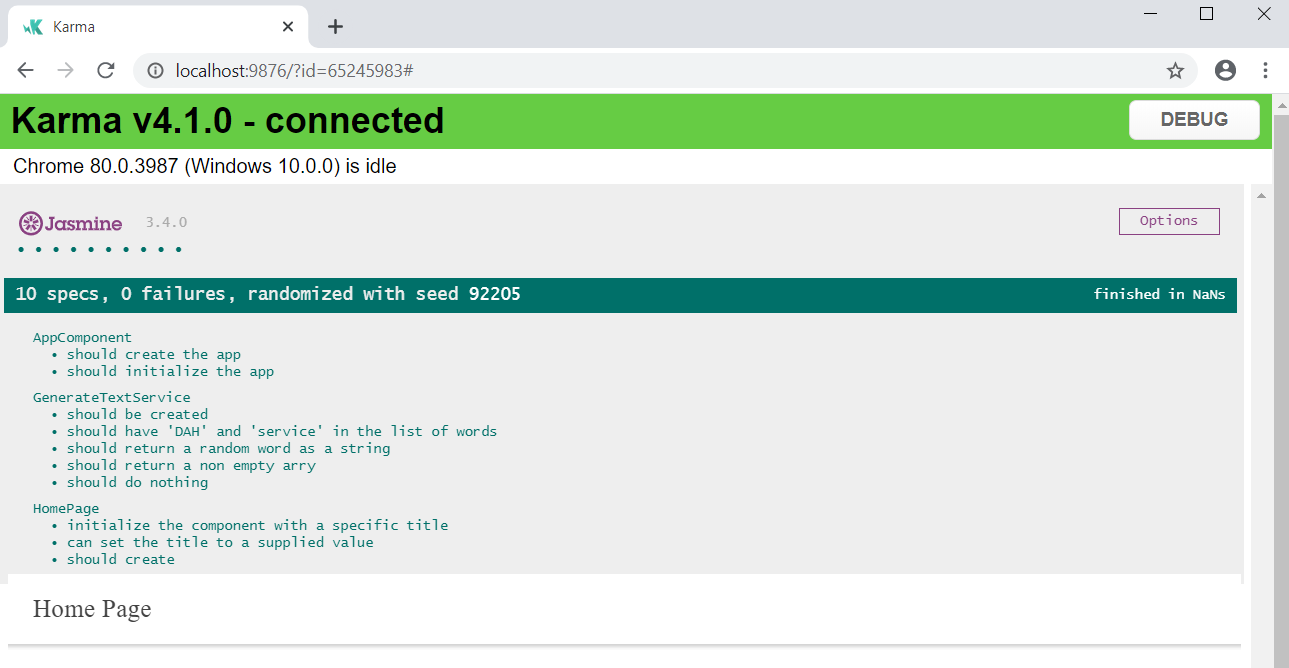 Karma
localhost:9876/?id=65245983#
Karma v4.1.0 - connected
DEBUG
Chrome 80.0.3987 (Windows 10.0.0) is idle
Jasmine 3.4.0
Options
10 specs, 0 failures, randomized with seed 92205
finished in NaNs
AppComponent
• should create the app
• should initialize the app
GenerateTextService
• should be created
• should have 'DAH' and 'service' in the list of words
• should return a random word as a string
• should return a non empty arry
• should do nothing
HomePage
• initialize the component with a specific title
• can set the title to a supplied value
• should create
Home Page